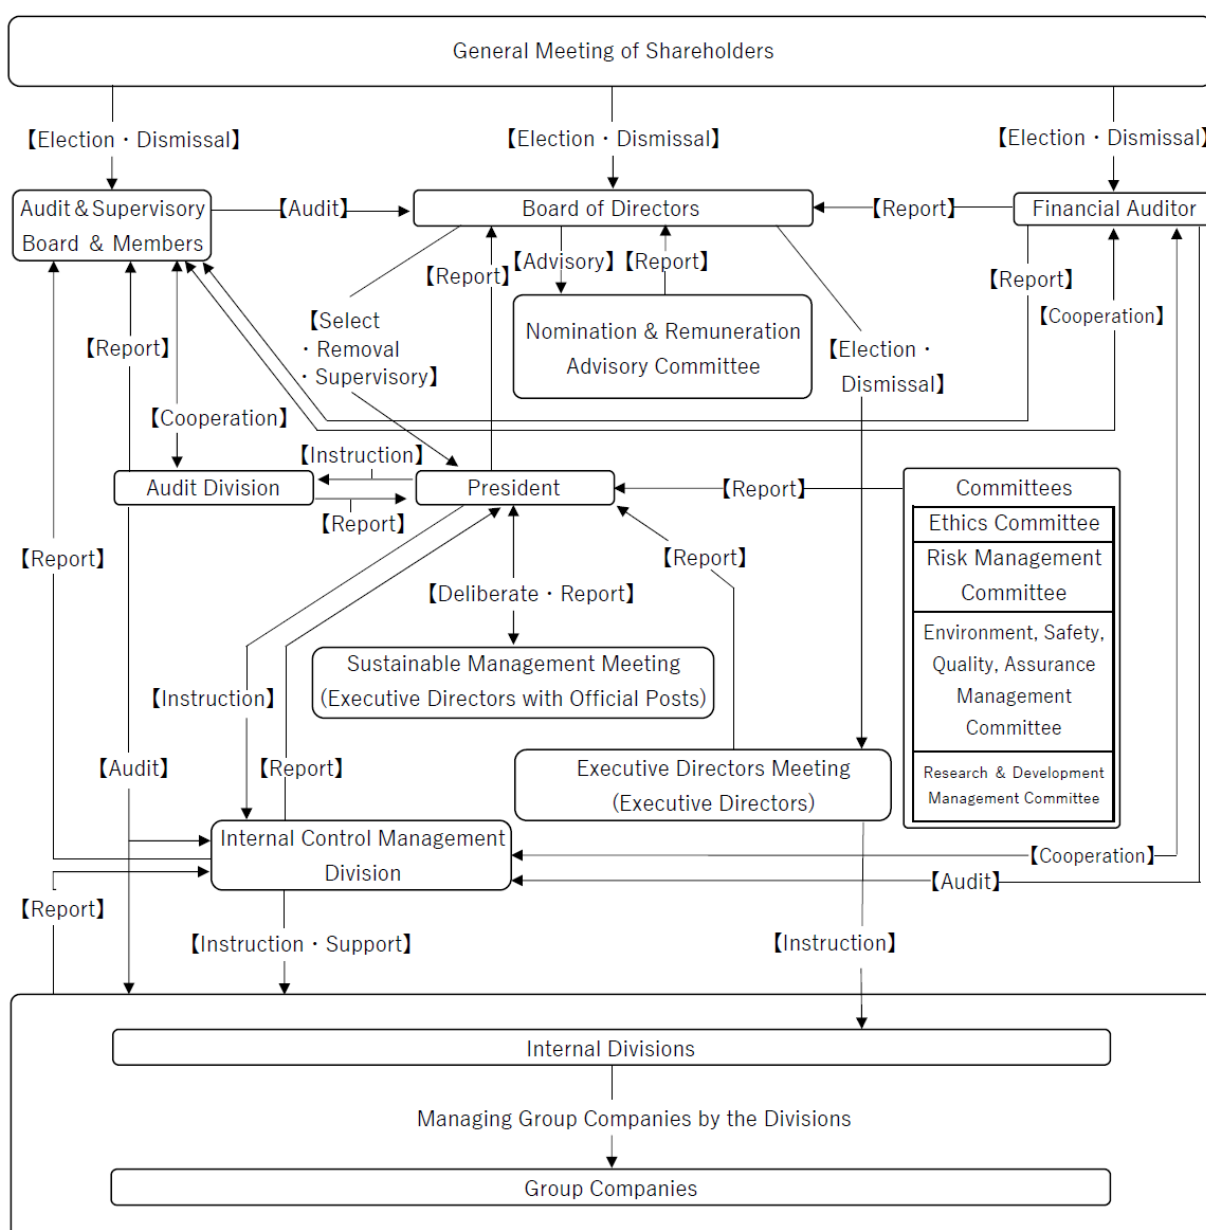 General Meeting of Shareholders
【Election・Dismissal】
【Election・Dismissal】
【Election・Dismissal】
Audit & Supervisory
Board & Members
【Audit】
Board of Directors
【Report】
Financial Auditor
【Report】
【Advisory】
【Report】
【Report】
【Cooperation】
【Report】
【Select
・Removal
・Supervisory】
Nomination & Remuneration
Advisory Committee
【Election・
Dismissal】
【Cooperation】
【Instruction】
Audit Division
President
【Report】
【Report】
Committees
Ethics Committee
Risk Management
Committee
Environment, Safety,
Quality, Assurance
Management
Committee
Research & Development
Management Committee
【Report】
【Report】
【Deliberate・Report】
Sustainable Management Meeting
(Executive Directors with Official Posts)
【Instruction】
【Audit】
【Report】
Executive Directors Meeting
(Executive Directors)
Internal Control Management
Division
【Cooperation】
【Audit】
【Report】
【Instruction・Support】
【Instruction】
Internal Divisions
Managing Group Companies by the Divisions
Group Companies